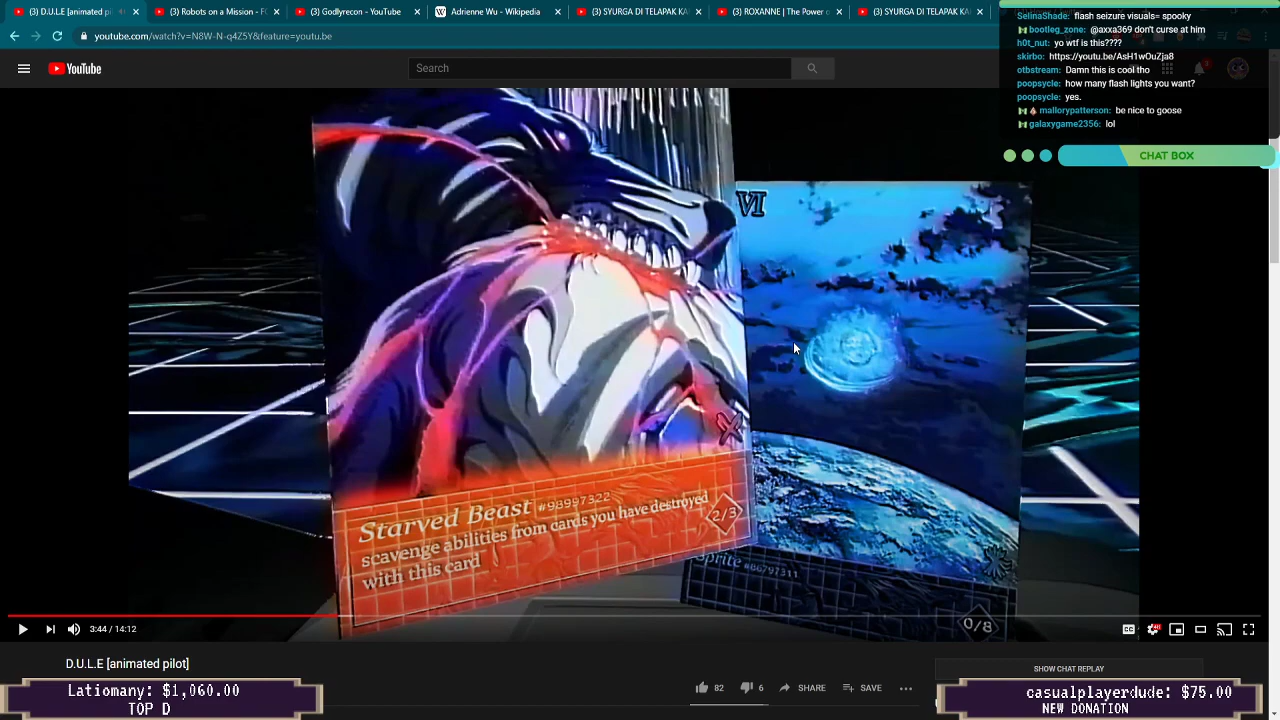 (3) D.U.L.E [animated pil
(3) Robots on a Mission - F
(3) Godlyrecon - YouTube
Adrienne Wu - Wikipedia
(3) SYURGA DI TELAPAK KA
(3) ROXANNE | The Power o
(3) SYURGA DI TELAPAK KA
youtube.com/watch?v=N8W-N-q4Z5Y&feature=youtu.be
YouTube
Search
SelinaShade: flash seizure visuals= spooky
bootleg_zone: @axxa369 don't curse at him
h0t_nut: yo wtf is this????
skirbo: https://youtu.be/AsH1wOuZja8
otbstream: Damn this is cool tho
poopsycle: how many flash lights you want?
poopsycle: yes.
mallorypatterson: be nice to goose
galaxygame2356: lol
CHAT BOX
VI
Starved Beast #98997322
scavenge abilities from cards you have destroyed
with this card
2/3
Sprite #86797311
0/8
3:44 / 14:12
CC
D.U.L.E [animated pilot]
SHOW CHAT REPLAY
82
6
SHARE
SAVE
Latiomany: $1,060.00
TOP D
casualplayerdude: $75.00
NEW DONATION